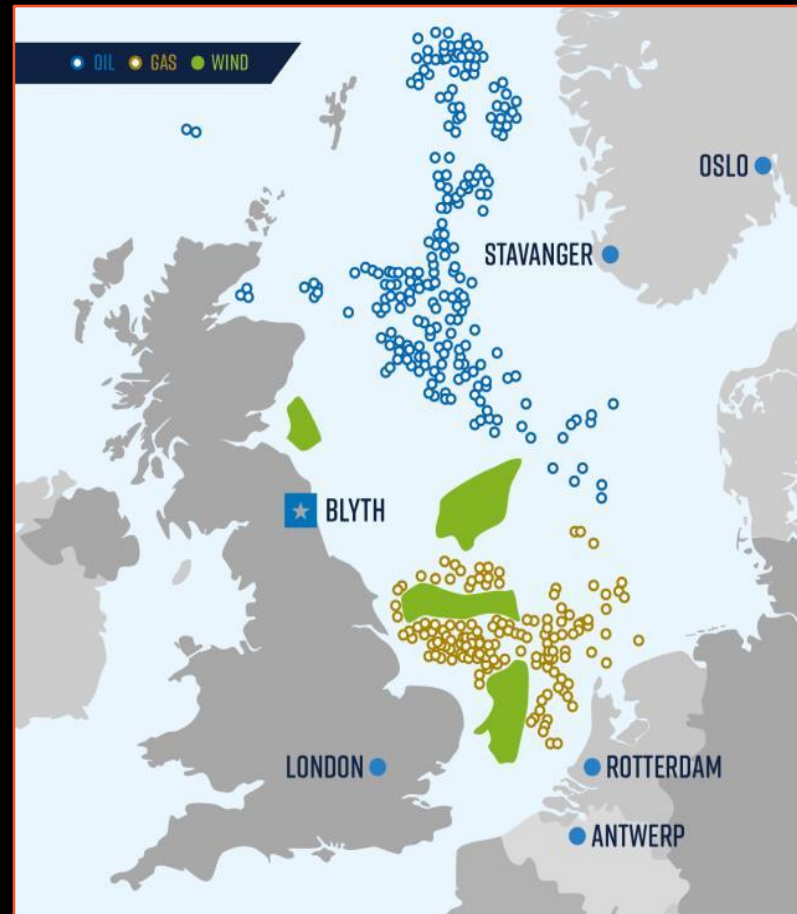 OIL GAS WIND
OSLO
STAVANGER
BLYTH
LONDON
ROTTERDAM
ANTWERP